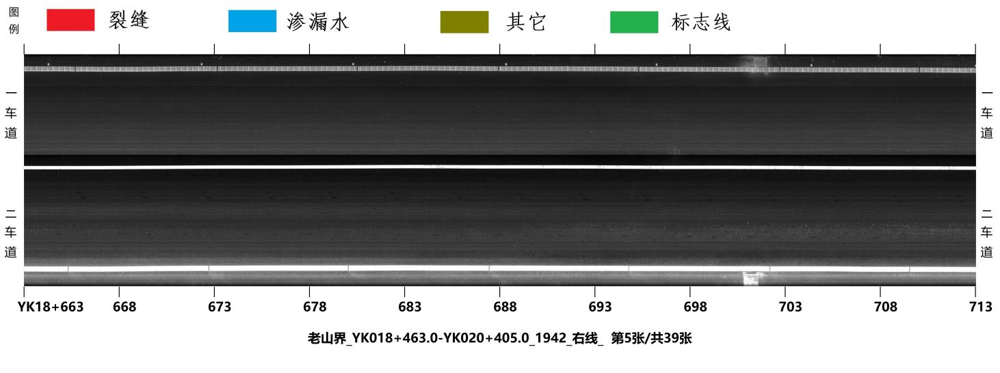 图例 裂缝 渗漏水 其它 标志线
一车道 一车道
二车道 二车道
YK18+663 668 673 678 683 688 693 698 703 708 713
老山界_YK018+463.0-YK020+405.0_1942_右线_ 第5张/共39张